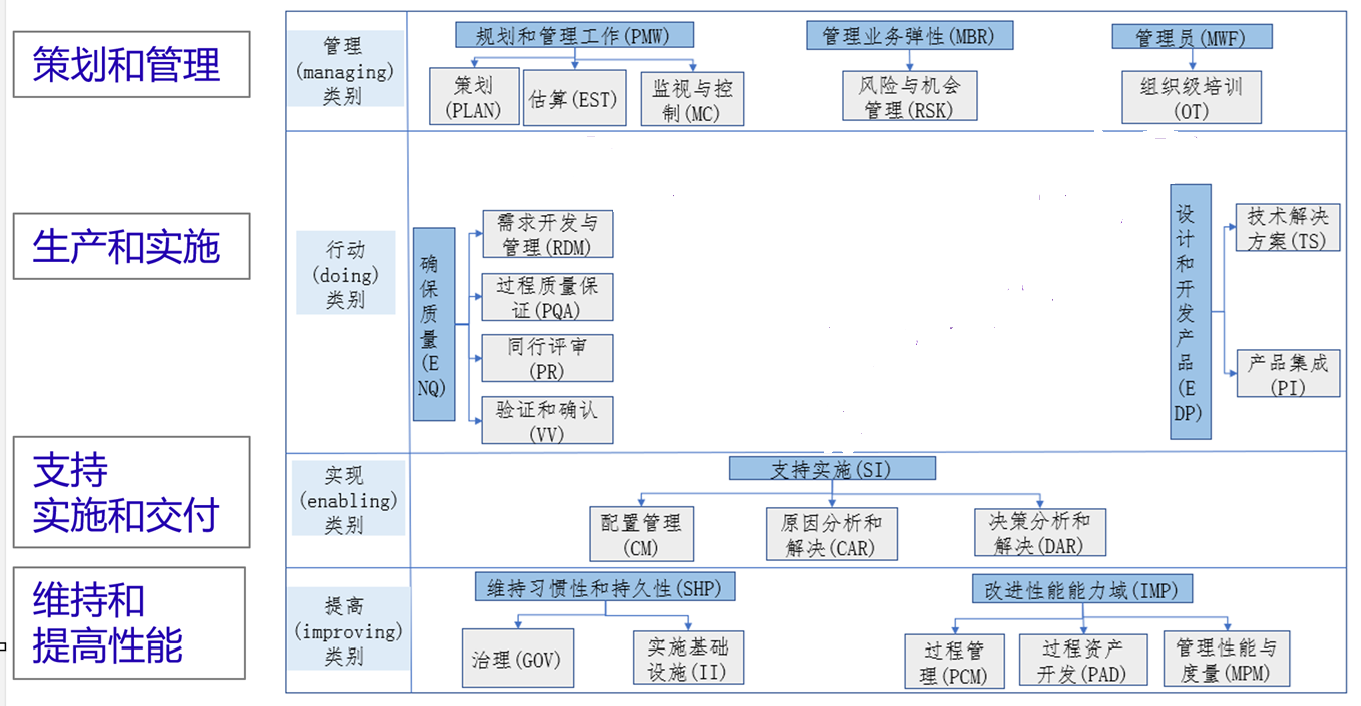 策划和管理
管理
(managing)
类别
规划和管理工作(PMW)
策划
(PLAN)
估算(EST)
监视与控
制(MC)
管理业务弹性(MBR)
风险与机会
管理(RSK)
管理员(MWF)
组织级培训
(OT)
生产和实施
行动
(doing)
类别
确
保
质
量
(E
NQ)
需求开发与
管理(RDM)
过程质量保
证(PQA)
同行评审
(PR)
验证和确认
(VV)
设
计
和
开
发
产
品
(E
DP)
技术解决
方案(TS)
产品集成
(PI)
支持
实施和交付
实现
(enabling)
类别
支持实施(SI)
配置管理
(CM)
原因分析和
解决(CAR)
决策分析和
解决(DAR)
维持和
提高性能
提高
(improving)
类别
维持习惯性和持久性(SHP)
治理(GOV)
实施基础
设施(II)
改进性能能力域(IMP)
过程管
理(PCM)
过程资产
开发(PAD)
管理性能与
度量(MPM)